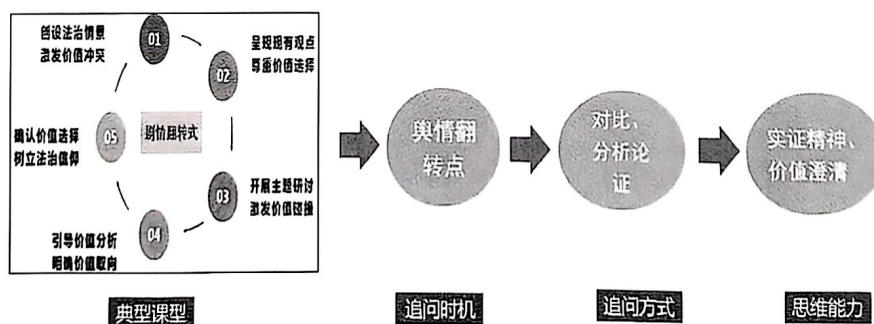 01
创设法治情景
激发价值冲突
02
呈现现有观点
尊重价值选择
03
开展主题研讨
激发价值碰撞
04
引导价值分析
明确价值取向
05
确认价值选择
树立法治信仰
剧情翻转式
典型课型
舆情翻
转点
追问时机
对比、
分析论
证
追问方式
实证精神、
价值澄清
思维能力